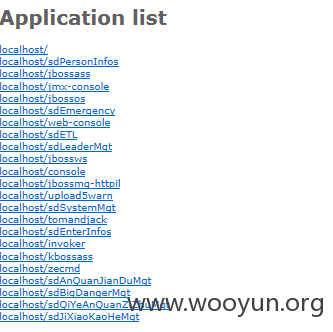 Application list
localhost/
localhost/sdPersonInfos
localhost/jbossass
localhost/jmx-console
localhost/jbossos
localhost/sdEmergency
localhost/web-console
localhost/sdETL
localhost/sdLeaderMgt
localhost/jbossws
localhost/console
localhost/jbossmq-httpil
localhost/upload5warn
localhost/sdSystemMgt
localhost/tomandjack
localhost/sdEnterInfos
localhost/invoker
localhost/kbossass
localhost/zecmd
localhost/sdAnQuanJianDuMgt
localhost/sdBigDangerMgt
www.wooyun.org
localhost/sdJiXiaoKaoHeMgt